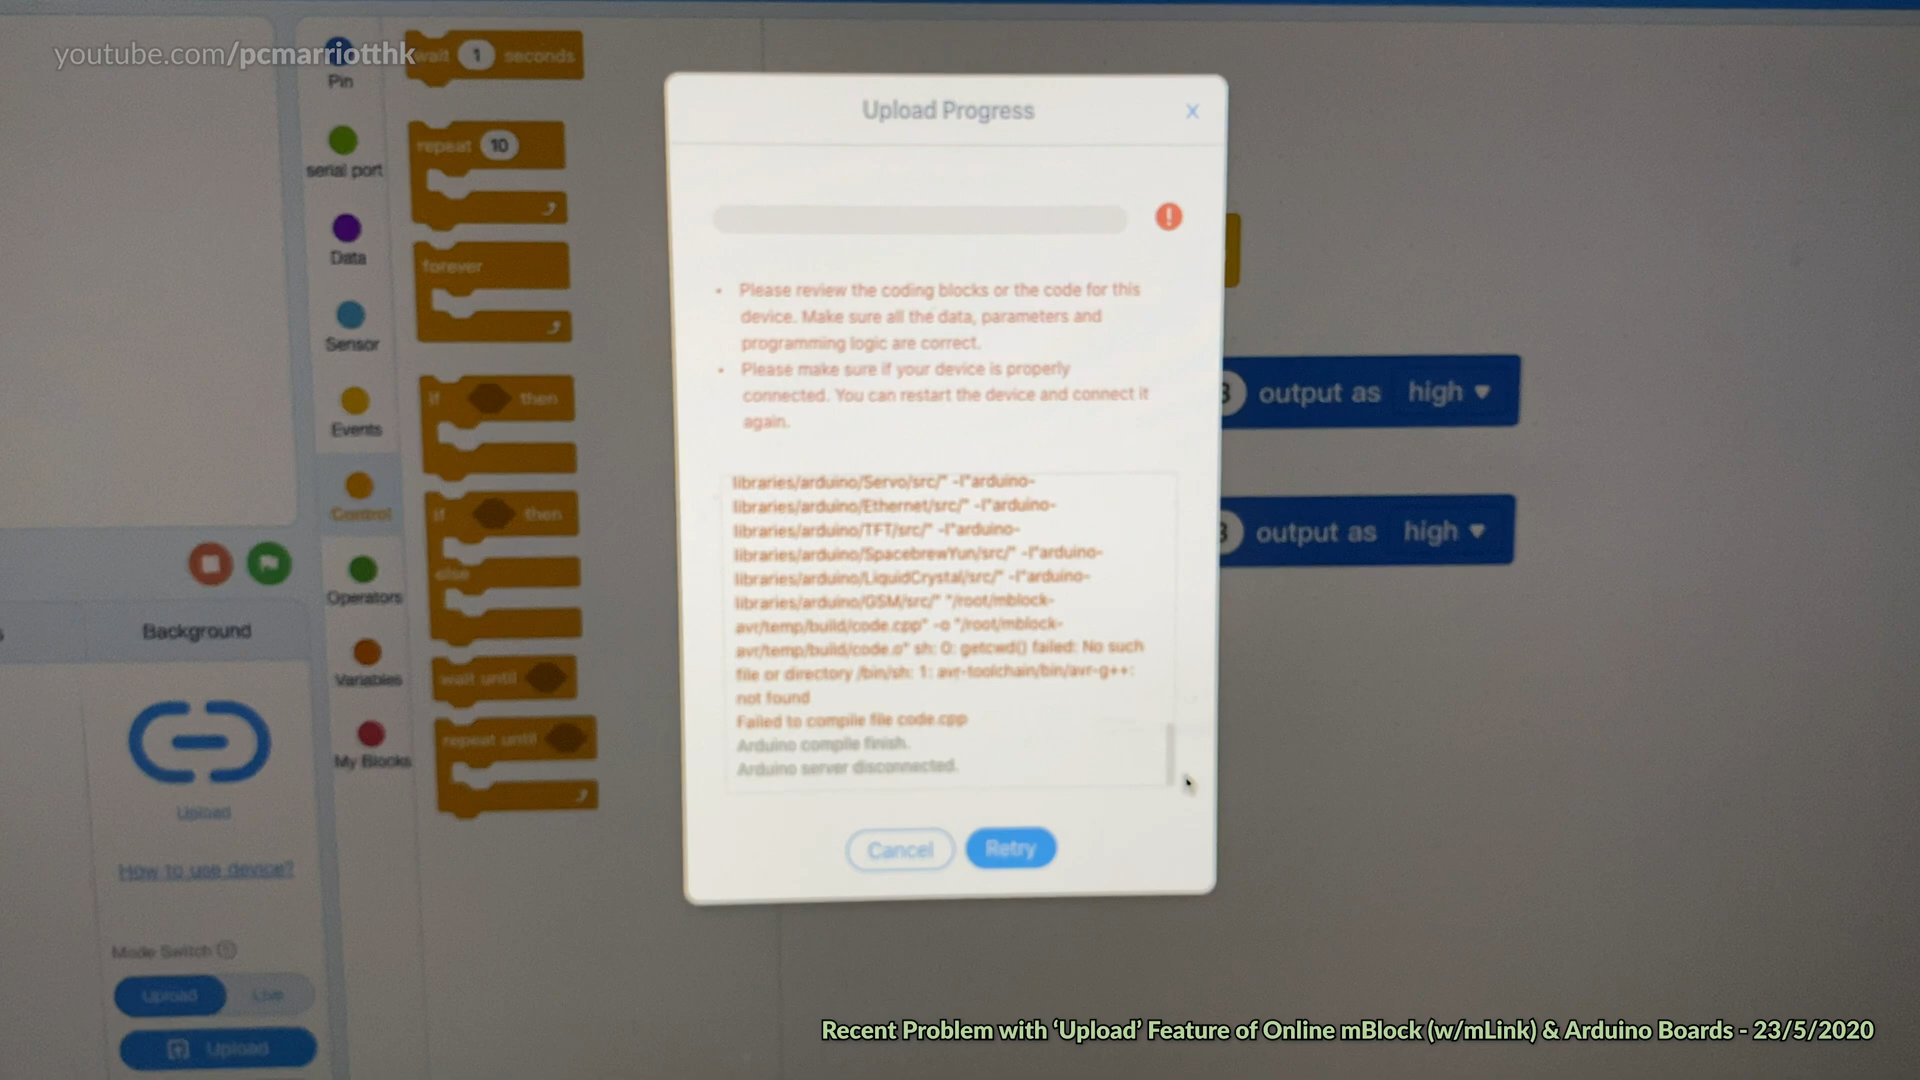 youtube.com/pcmarriotthk
Pin
serial port
Data
Sensor
Events
Control
Operators
Variables
My Blocks
wait 1 seconds
repeat 10
forever
if then
if then
else
wait until
repeat until
Upload Progress
X
!
• Please review the coding blocks or the code for this
device. Make sure all the data, parameters and
programming logic are correct.
• Please make sure if your device is properly
connected. You can restart the device and connect it
again.
libraries/arduino/Servo/src/" -I"arduino-
libraries/arduino/Ethernet/src/" -I"arduino-
libraries/arduino/TFT/src/" -I"arduino-
libraries/arduino/SpacebrewYun/src/" -I"arduino-
libraries/arduino/LiquidCrystal/src/" -I"arduino-
libraries/arduino/GSM/src/" "/root/mblock-
avr/temp/build/code.cpp" -o "/root/mblock-
avr/temp/build/code.o" sh: 0: getcwd() failed: No such
file or directory /bin/sh: 1: avr-toolchain/bin/avr-g++:
not found
Failed to compile file code.cpp
Arduino compile finish.
Arduino server disconnected.
Cancel Retry
output as high
output as high
Background
Upload
How to use device?
Mode Switch
Upload Live
Upload
Recent Problem with ‘Upload’ Feature of Online mBlock (w/mLink) & Arduino Boards - 23/5/2020